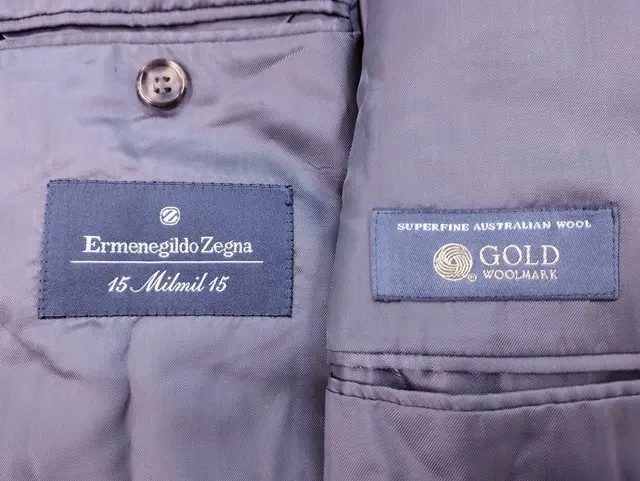 Ermenegildo Zegna
15 Milmil 15
SUPERFINE AUSTRALIAN WOOL
GOLD
WOOLMARK